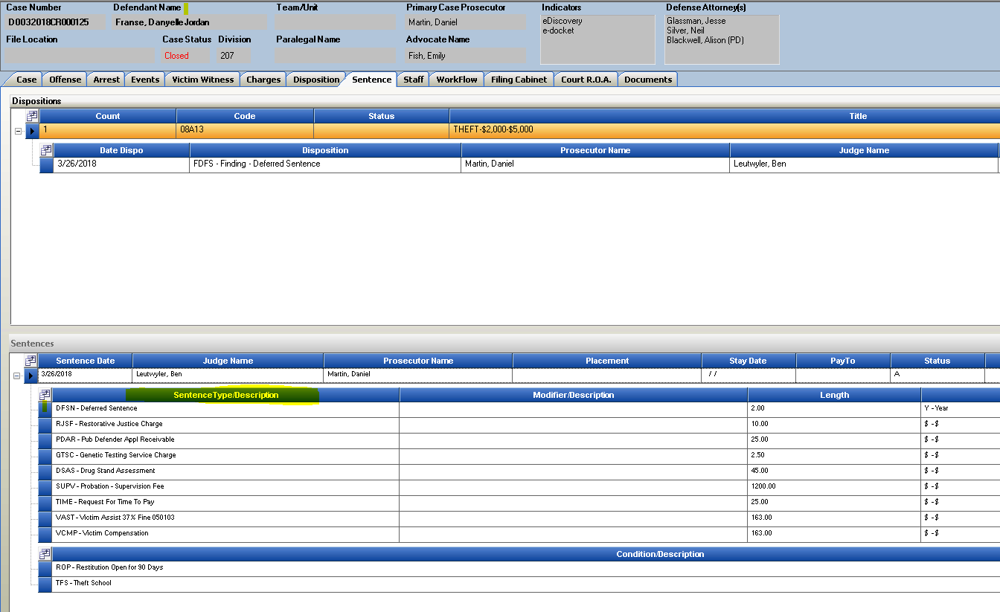 Case Number Defendant Name Team/Unit Primary Case Prosecutor Indicators Defense Attorney(s)
D0032018CR000125 Franse, Danyelle Jordan Martin, Daniel eDiscovery Glassman, Jesse
e-docket Silver, Neil
File Location Case Status Division Paralegal Name Advocate Name Blackwell, Alison (PD)
Closed 207 Fish, Emily
Case Offense Arrest Events Victim Witness Charges Disposition Sentence Staff WorkFlow Filing Cabinet Court R.O.A. Documents
Dispositions
Count Code Status Title
1 08A13 THEFT-$2,000-$5,000
Date Dispo Disposition Prosecutor Name Judge Name
3/26/2018 FDFS - Finding - Deferred Sentence Martin, Daniel Leutwyler, Ben
Sentences
Sentence Date Judge Name Prosecutor Name Placement Stay Date PayTo Status
3/26/2018 Leutwyler, Ben Martin, Daniel / / A
SentenceType/Description Modifier/Description Length
DFSN - Deferred Sentence 2.00 Y - Year
RJSF - Restorative Justice Charge 10.00 $ - $
PDAR - Pub Defender Appl Receivable 25.00 $ - $
GTSC - Genetic Testing Service Charge 2.50 $ - $
DSAS - Drug Stand Assessment 45.00 $ - $
SUPV - Probation - Supervision Fee 1200.00 $ - $
TIME - Request For Time To Pay 25.00 $ - $
VAST - Victim Assist 37% Fine 050103 163.00 $ - $
VCMP - Victim Compensation 163.00 $ - $
Condition/Description
ROP - Restitution Open for 90 Days
TFS - Theft School